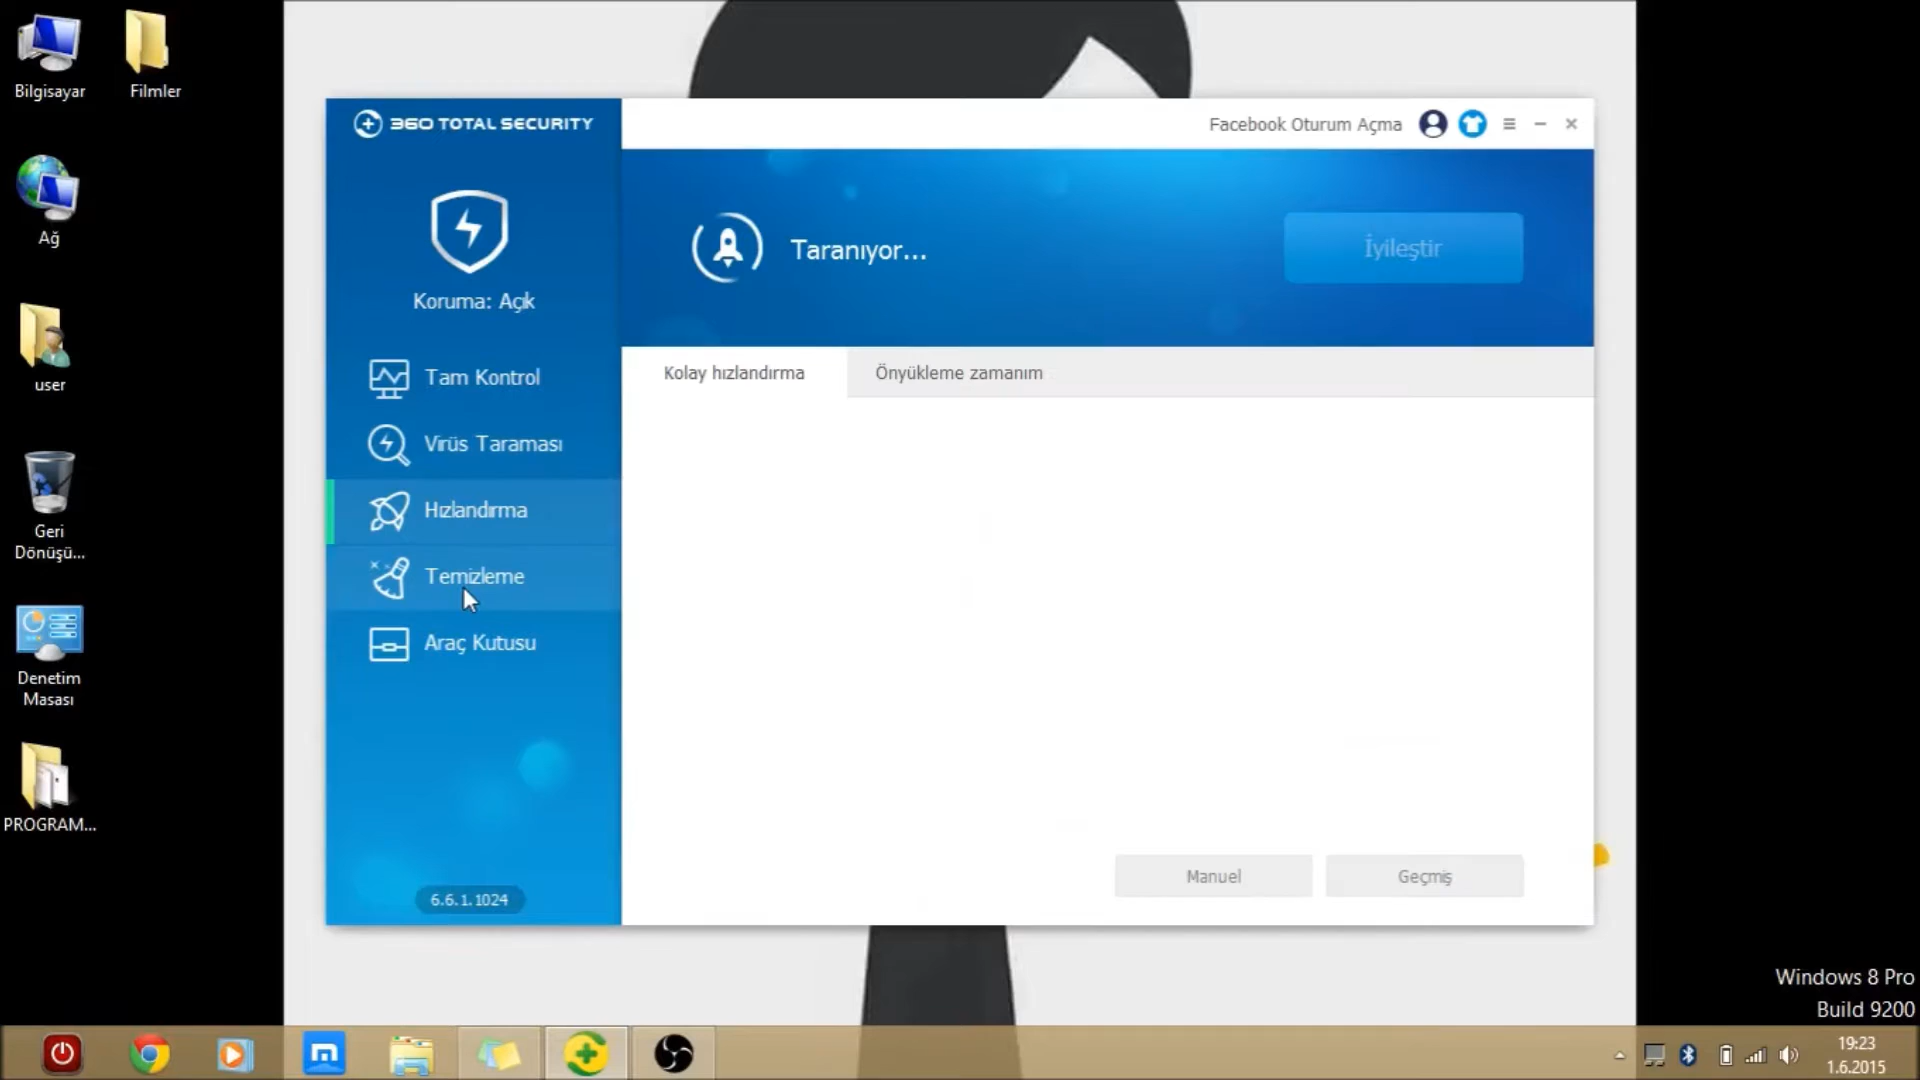 Bilgisayar
Filmler
Ağ
user
Geri
Dönüşü...
Denetim
Masası
PROGRAM...
360 TOTAL SECURITY
Facebook Oturum Açma
Koruma: Açık
Taranıyor...
İyileştir
Tam Kontrol
Virüs Taraması
Hızlandırma
Temizleme
Araç Kutusu
6.6.1.1024
Kolay hızlandırma
Önyükleme zamanım
Manuel
Geçmiş
Windows 8 Pro
Build 9200
19:23
1.6.2015